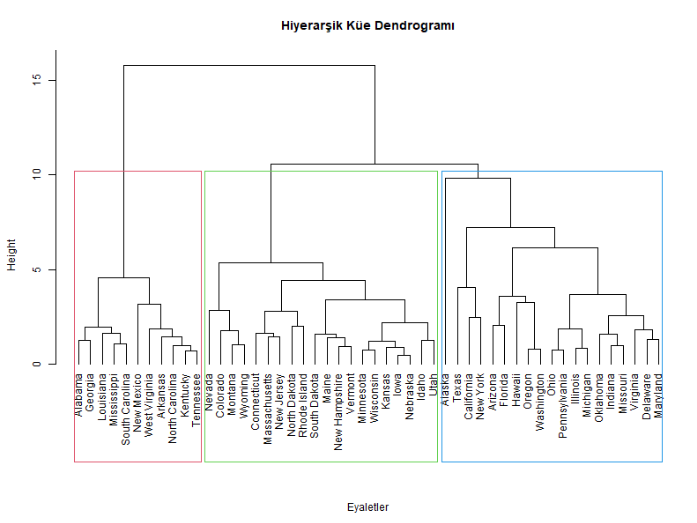 Hiyerarşik Küe Dendrogramı
Height
15
10
5
0
Alabama
Georgia
Louisiana
Mississippi
South Carolina
New Mexico
West Virginia
Arkansas
North Carolina
Kentucky
Tennessee
Nevada
Colorado
Montana
Wyoming
Connecticut
Massachusetts
New Jersey
North Dakota
Rhode Island
South Dakota
Maine
New Hampshire
Vermont
Minnesota
Wisconsin
Kansas
Iowa
Nebraska
Idaho
Utah
Alaska
Texas
California
New York
Arizona
Florida
Hawaii
Oregon
Washington
Ohio
Pennsylvania
Illinois
Michigan
Oklahoma
Indiana
Missouri
Virginia
Delaware
Maryland
Eyaletler